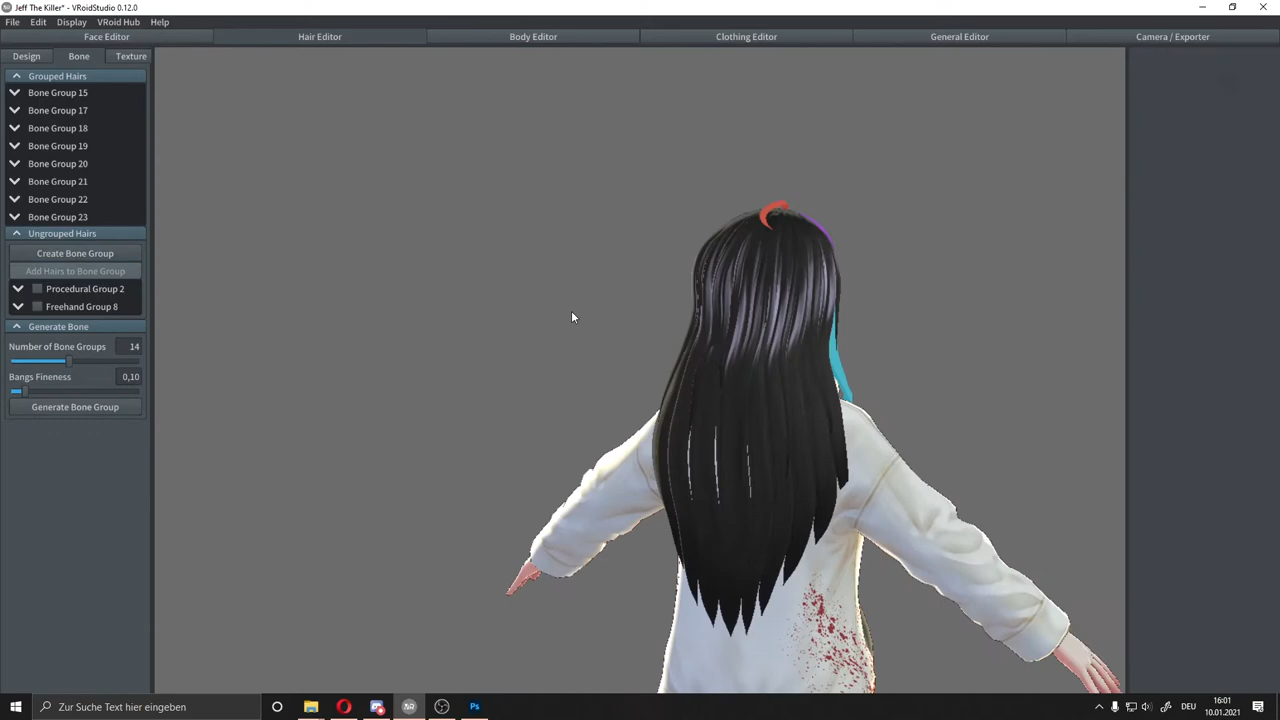 Jeff The Killer* - VRoidStudio 0.12.0
File Edit Display VRoid Hub Help
Face Editor Hair Editor Body Editor Clothing Editor General Editor Camera / Exporter
Design Bone Texture
Grouped Hairs
Bone Group 15
Bone Group 17
Bone Group 18
Bone Group 19
Bone Group 20
Bone Group 21
Bone Group 22
Bone Group 23
Ungrouped Hairs
Create Bone Group
Add Hairs to Bone Group
Procedural Group 2
Freehand Group 8
Generate Bone
Number of Bone Groups 14
Bangs Fineness 0,10
Generate Bone Group
Zur Suche Text hier eingeben
Ps
DEU
16:01
10.01.2021